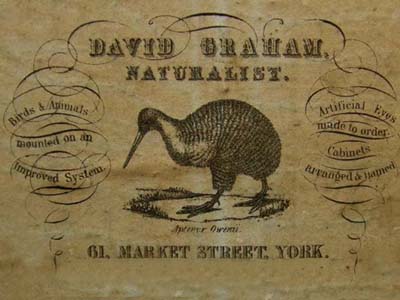 DAVID GRAHAM,
NATURALIST.
Birds & Animals
mounted on an
improved System.
Artificial Eyes
made to order.
Cabinets
arranged & named
Apteryx Owenii.
61, MARKET STREET, YORK.